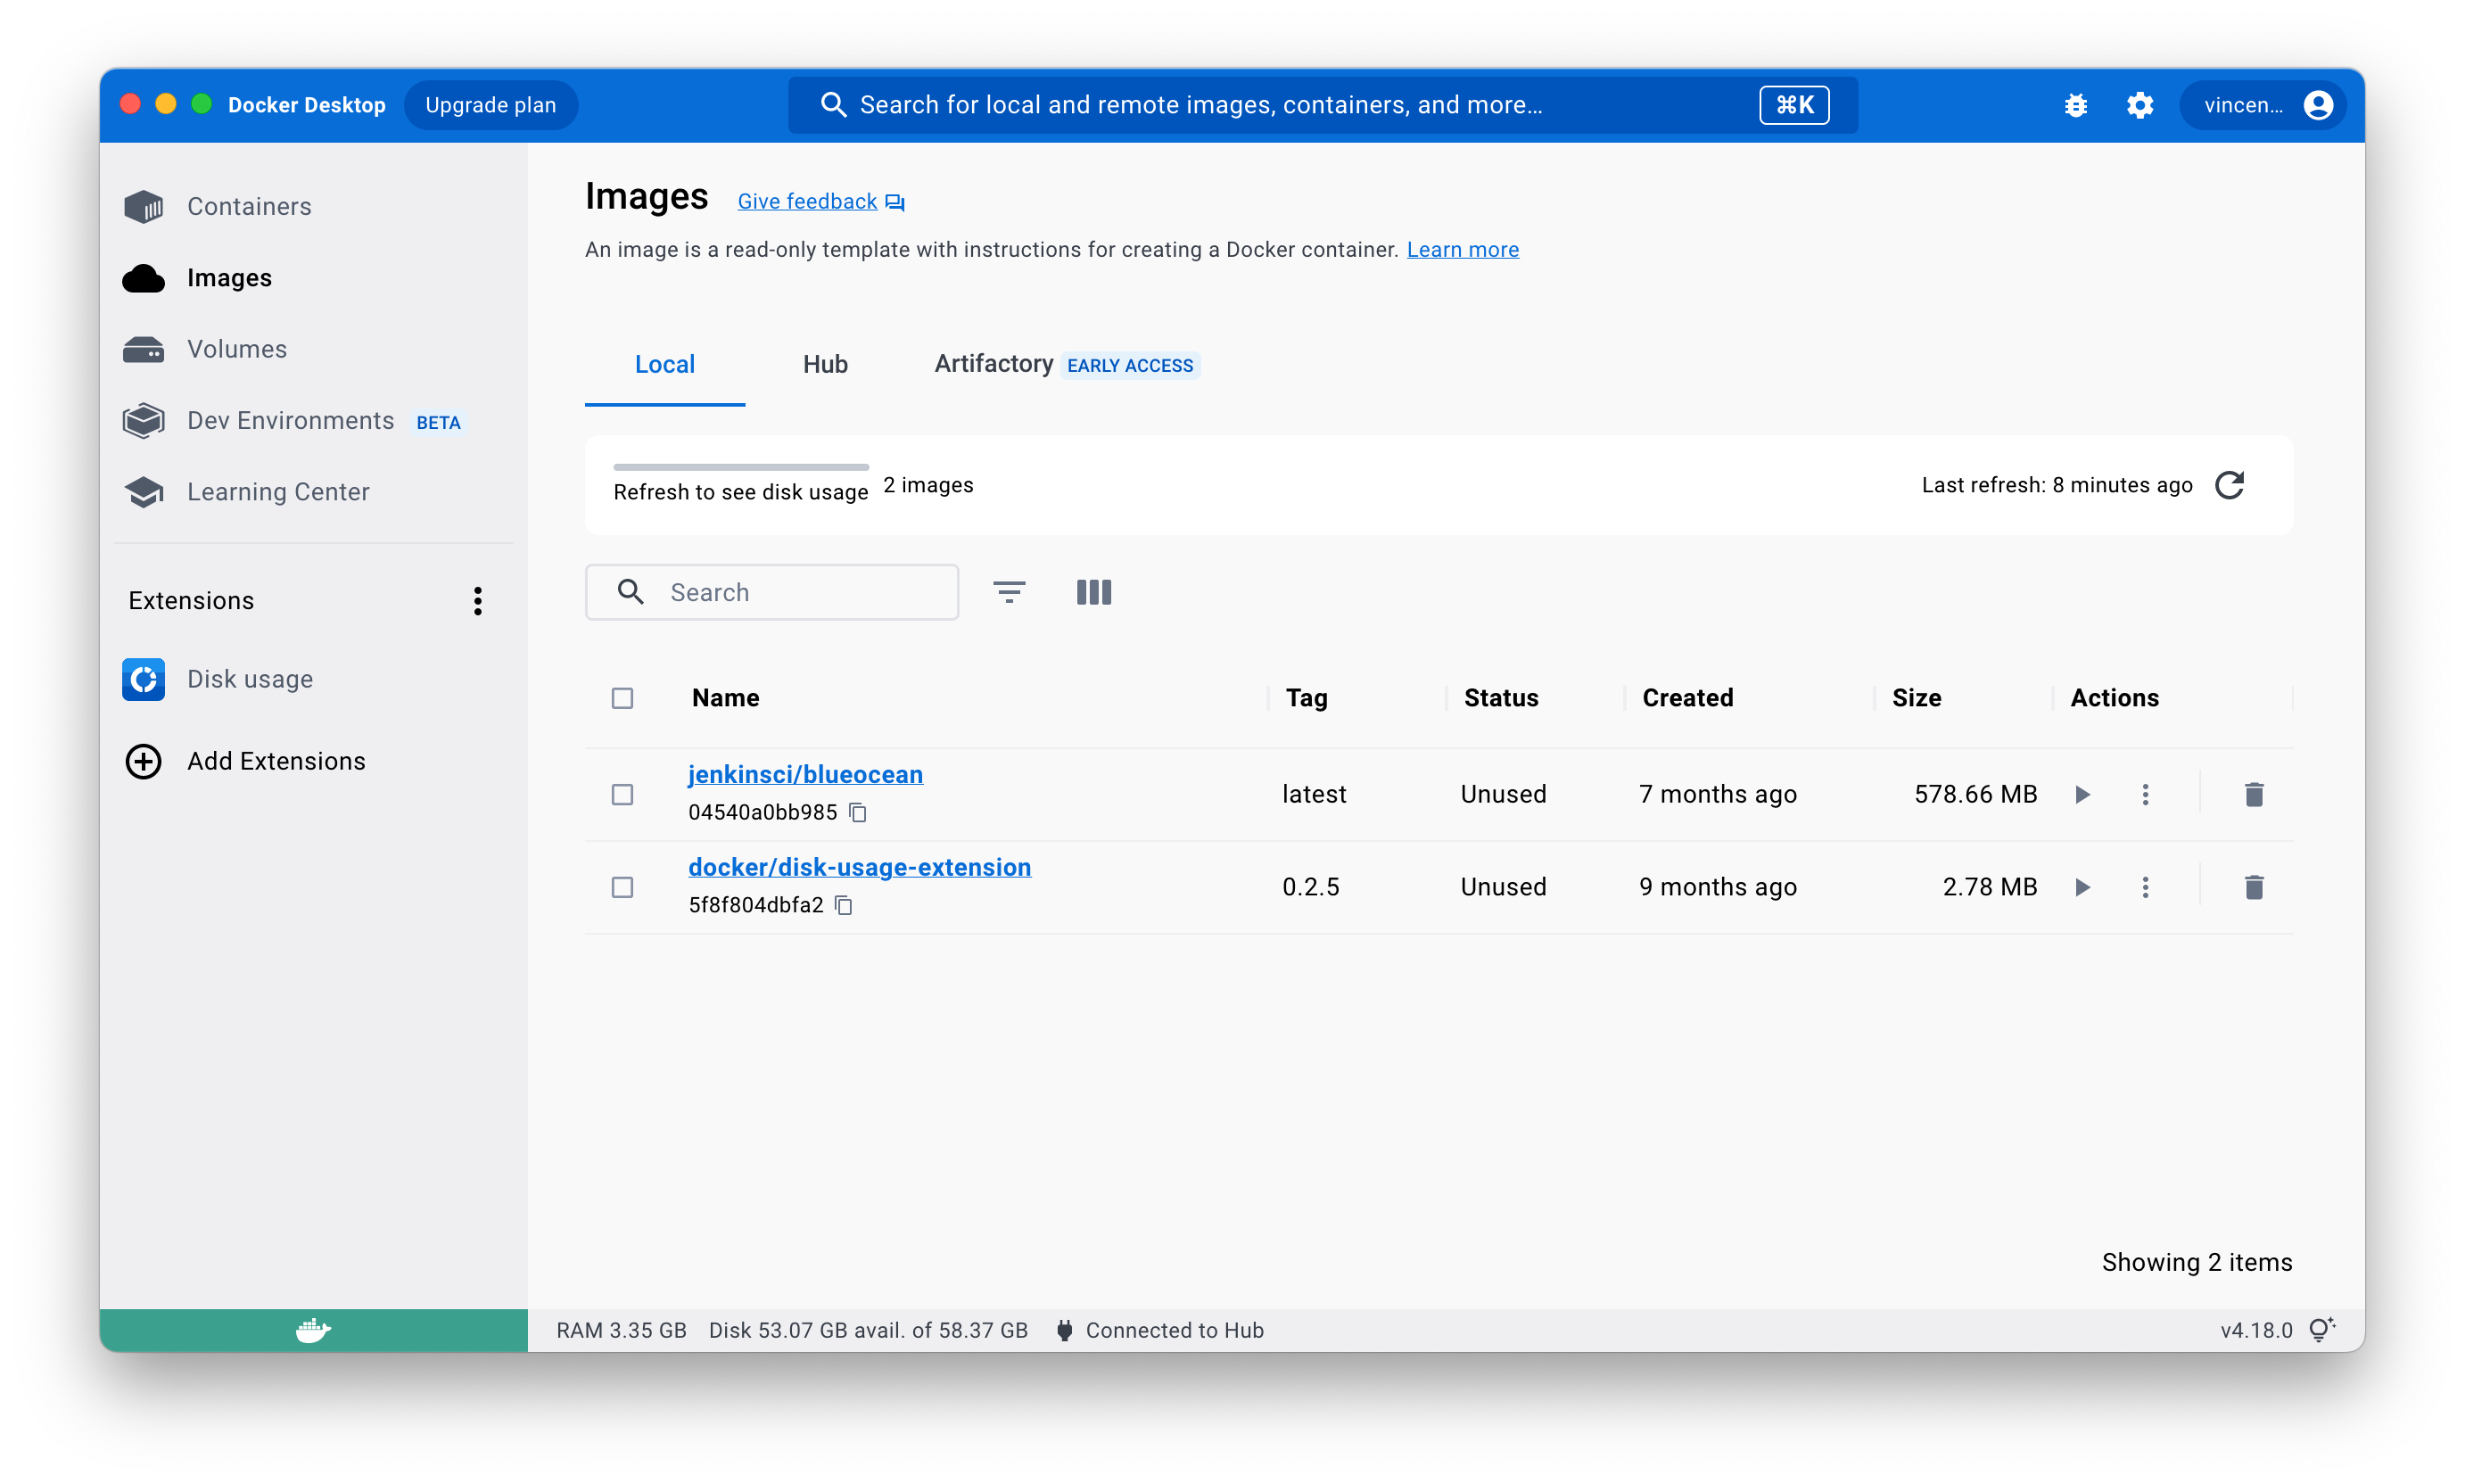 Docker Desktop Upgrade plan Search for local and remote images, containers, and more... ⌘K vincen...
Containers
Images
Volumes
Dev Environments BETA
Learning Center
Extensions
Disk usage
Add Extensions
Images Give feedback
An image is a read-only template with instructions for creating a Docker container. Learn more
Local Hub Artifactory EARLY ACCESS
Refresh to see disk usage 2 images Last refresh: 8 minutes ago
Search
Name Tag Status Created Size Actions
jenkinsci/blueocean latest Unused 7 months ago 578.66 MB
04540a0bb985
docker/disk-usage-extension 0.2.5 Unused 9 months ago 2.78 MB
5f8f804dbfa2
Showing 2 items
RAM 3.35 GB Disk 53.07 GB avail. of 58.37 GB Connected to Hub v4.18.0